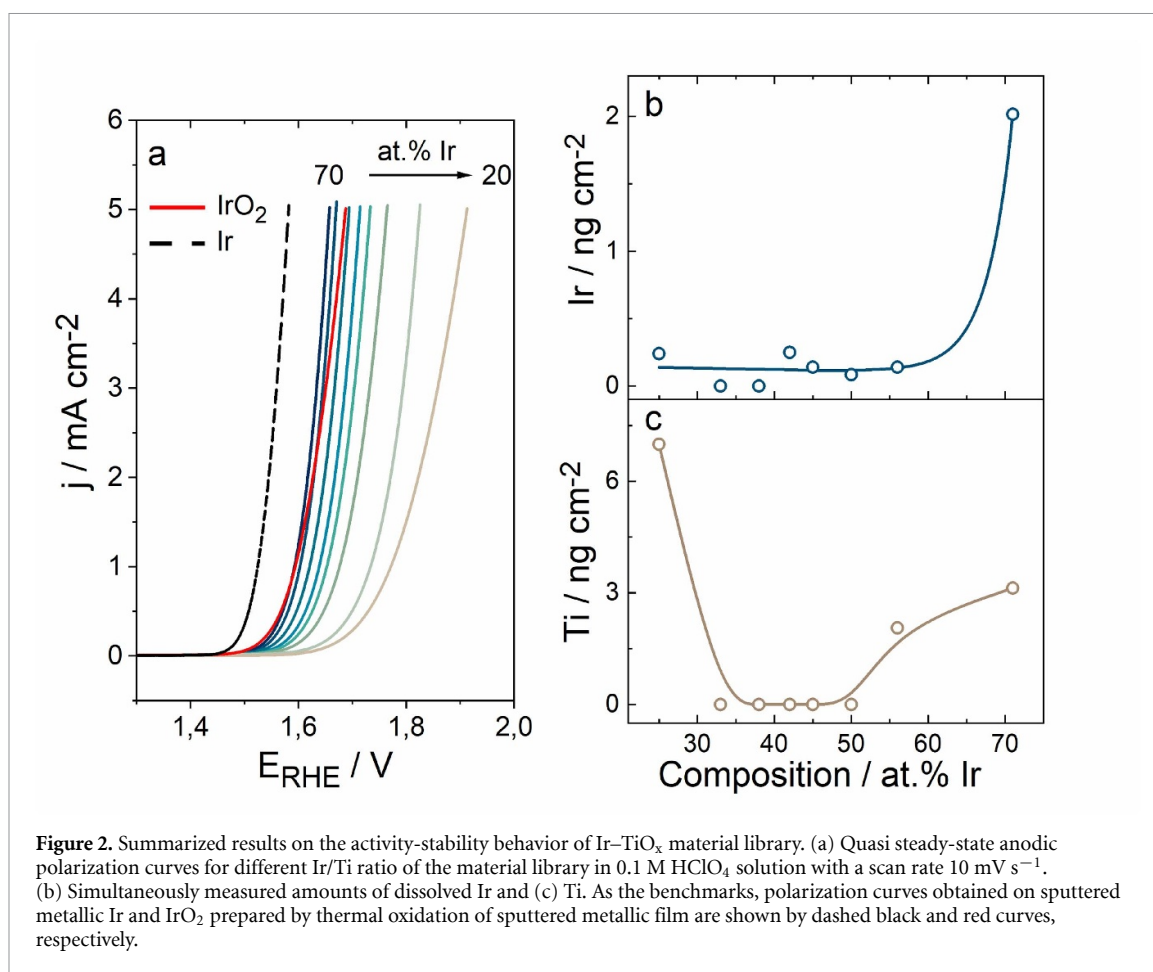 a
at.% Ir
70
20
IrO2
Ir
6
5
4
3
2
1
0
j / mA cm-2
1,4
1,6
1,8
2,0
ERHE / V
b
2
1
0
Ir / ng cm-2
c
6
3
0
Ti / ng cm-2
30
40
50
60
70
Composition / at.% Ir
Figure 2. Summarized results on the activity-stability behavior of Ir–TiOx material library. (a) Quasi steady-state anodic
polarization curves for different Ir/Ti ratio of the material library in 0.1 M HClO4 solution with a scan rate 10 mV s−1.
(b) Simultaneously measured amounts of dissolved Ir and (c) Ti. As the benchmarks, polarization curves obtained on sputtered
metallic Ir and IrO2 prepared by thermal oxidation of sputtered metallic film are shown by dashed black and red curves,
respectively.